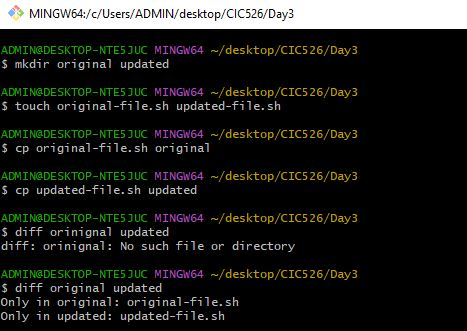 MINGW64:/c/Users/ADMIN/desktop/CIC526/Day3
ADMIN@DESKTOP-NTE5JUC MINGW64 ~/desktop/CIC526/Day3
$ mkdir original updated
ADMIN@DESKTOP-NTE5JUC MINGW64 ~/desktop/CIC526/Day3
$ touch original-file.sh updated-file.sh
ADMIN@DESKTOP-NTE5JUC MINGW64 ~/desktop/CIC526/Day3
$ cp original-file.sh original
ADMIN@DESKTOP-NTE5JUC MINGW64 ~/desktop/CIC526/Day3
$ cp updated-file.sh updated
ADMIN@DESKTOP-NTE5JUC MINGW64 ~/desktop/CIC526/Day3
$ diff orinignal updated
diff: orinignal: No such file or directory
ADMIN@DESKTOP-NTE5JUC MINGW64 ~/desktop/CIC526/Day3
$ diff original updated
Only in original: original-file.sh
Only in updated: updated-file.sh